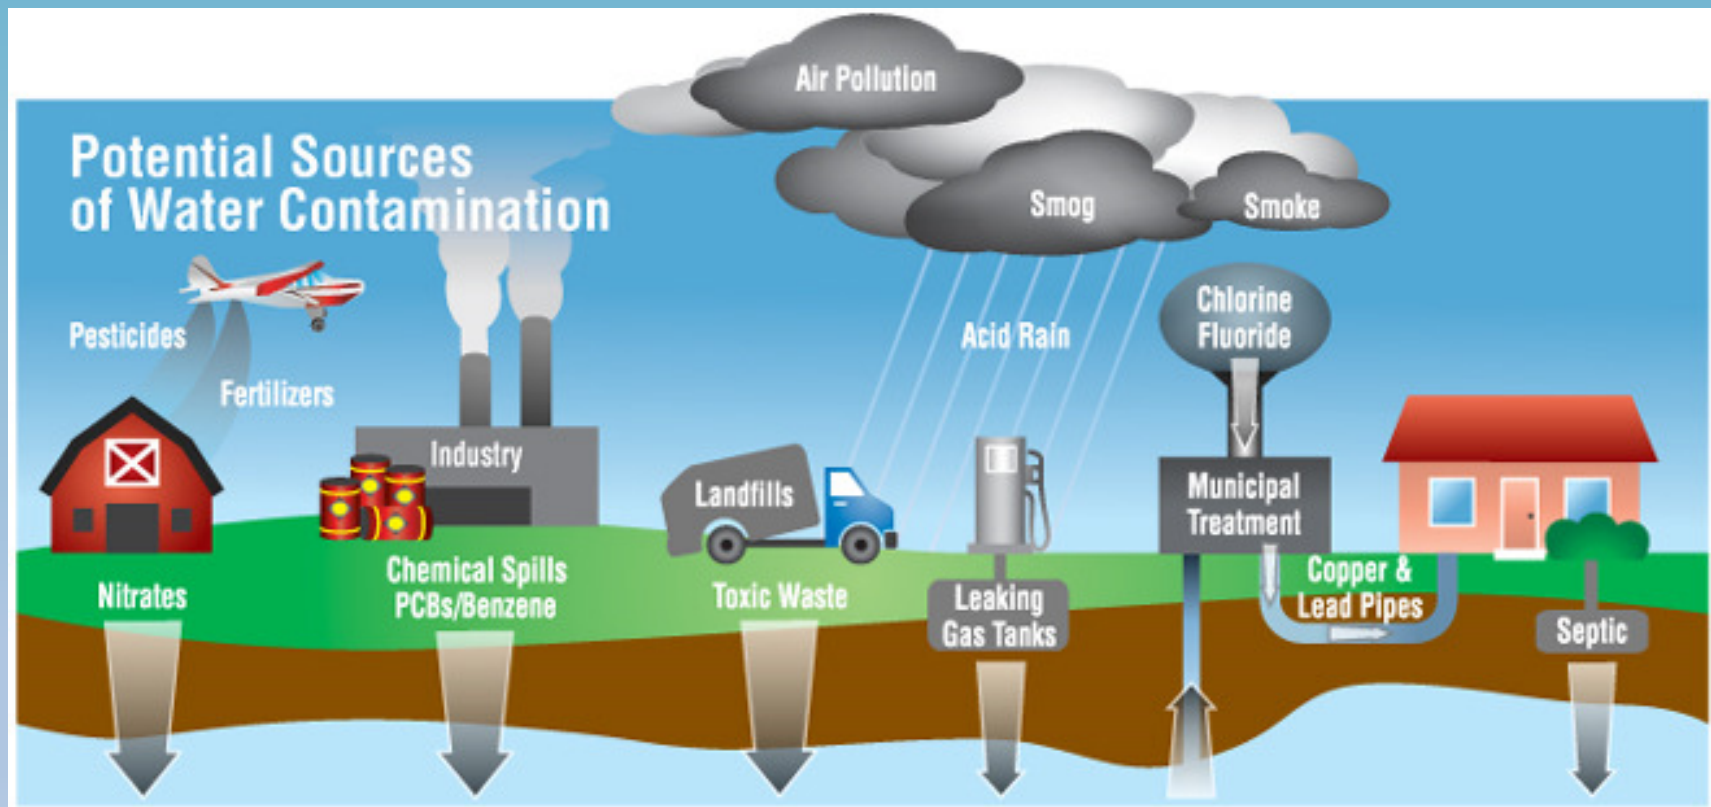 Potential Sources
of Water Contamination
Air Pollution
Smog
Smoke
Pesticides
Fertilizers
Acid Rain
Chlorine
Fluoride
Industry
Landfills
Municipal
Treatment
Nitrates
Chemical Spills
PCBs/Benzene
Toxic Waste
Leaking
Gas Tanks
Copper &
Lead Pipes
Septic